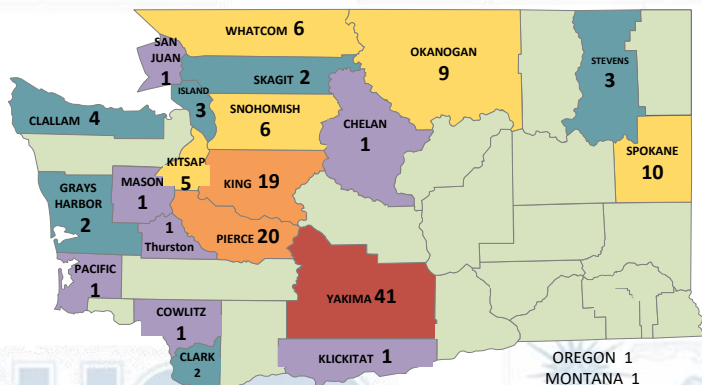 WHATCOM 6
SAN
JUAN
1
OKANOGAN
9
SKAGIT 2
STEVENS
3
ISLAND
3
SNOHOMISH
6
CLALLAM 4
CHELAN
1
SPOKANE
10
KITSAP
5
GRAYS
HARBOR
2
MASON
1
KING 19
1
Thurston
PIERCE 20
PACIFIC
1
YAKIMA 41
COWLITZ
1
CLARK
2
KLICKITAT 1
OREGON 1
MONTANA 1